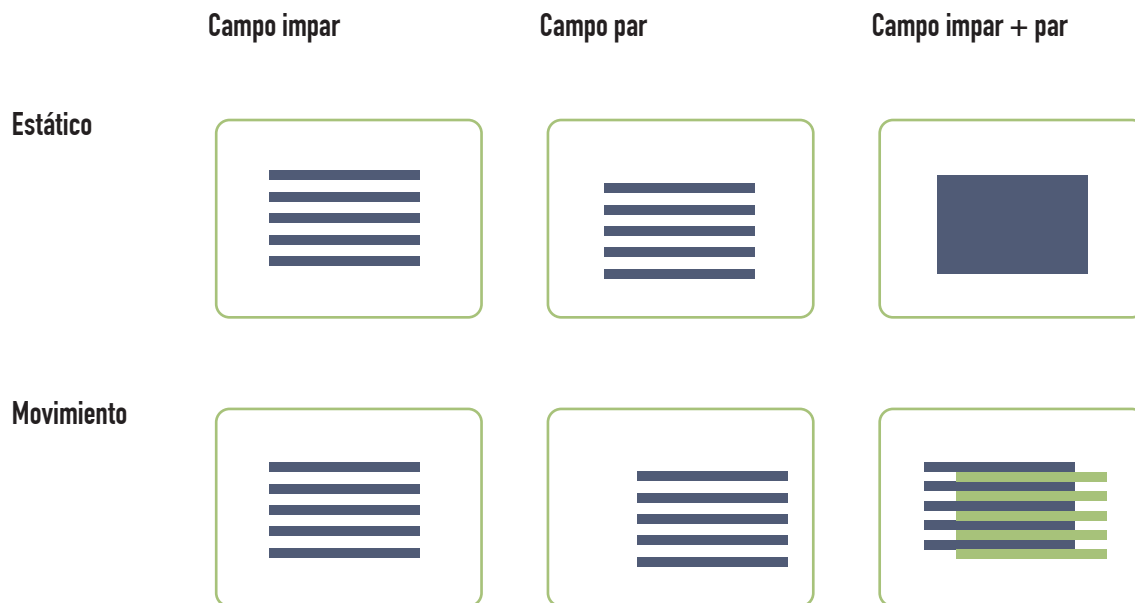 Campo impar
Campo par
Campo impar + par
Estático
Movimiento